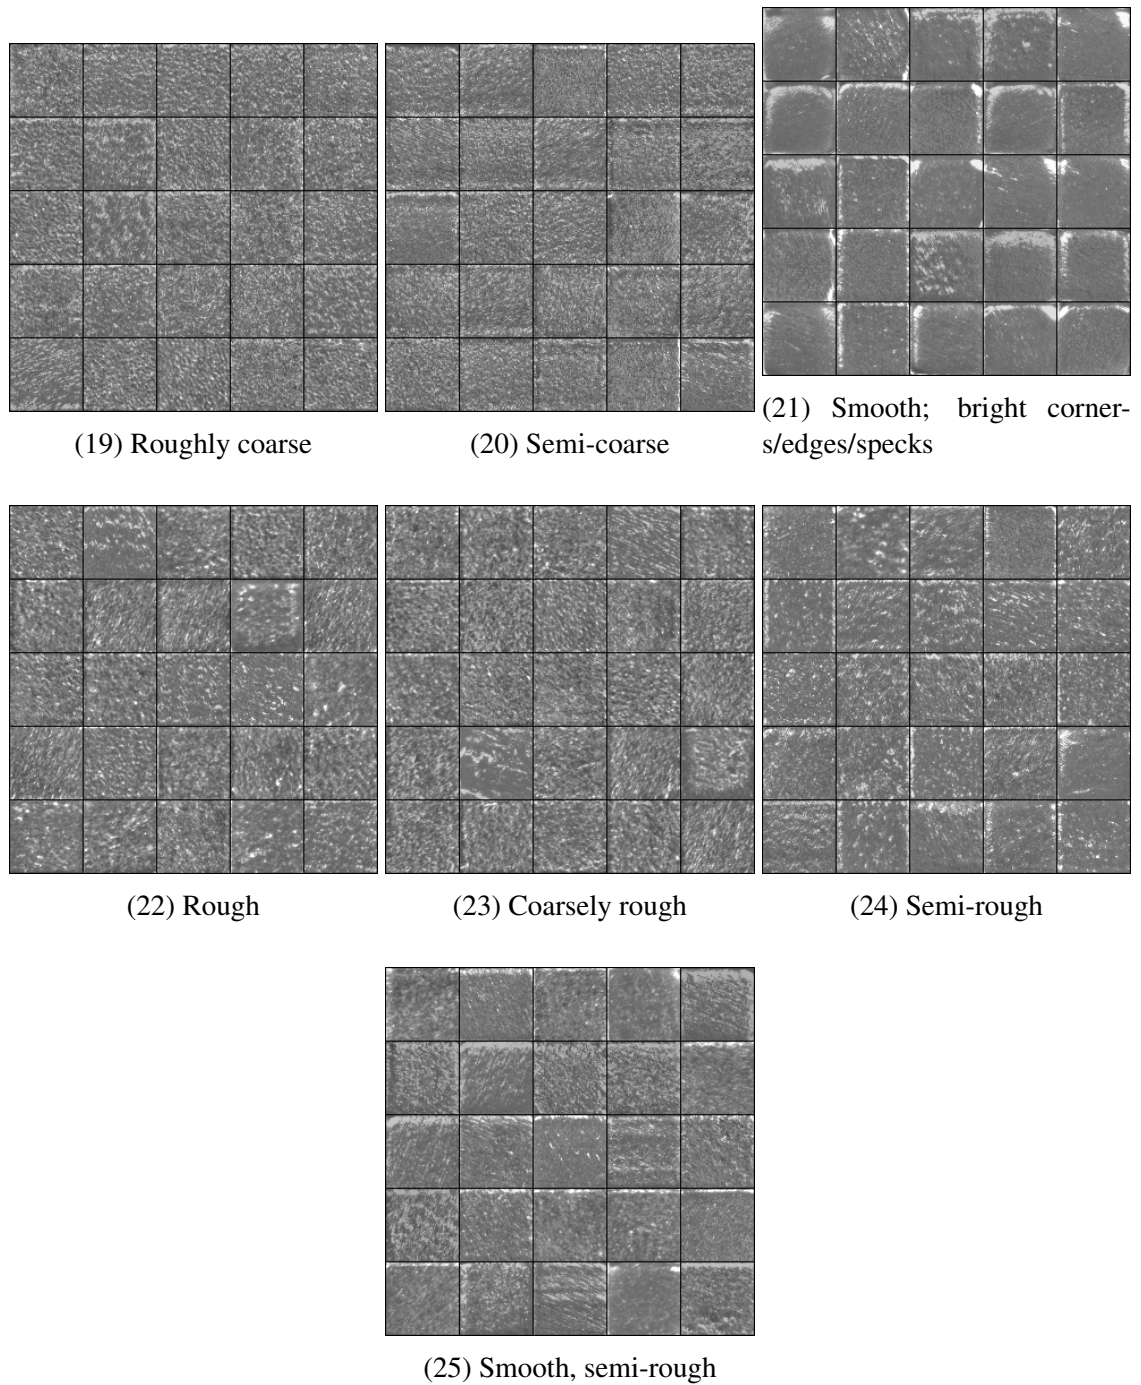 (19) Roughly coarse
(20) Semi-coarse
(21) Smooth; bright corner-
s/edges/specks
(22) Rough
(23) Coarsely rough
(24) Semi-rough
(25) Smooth, semi-rough